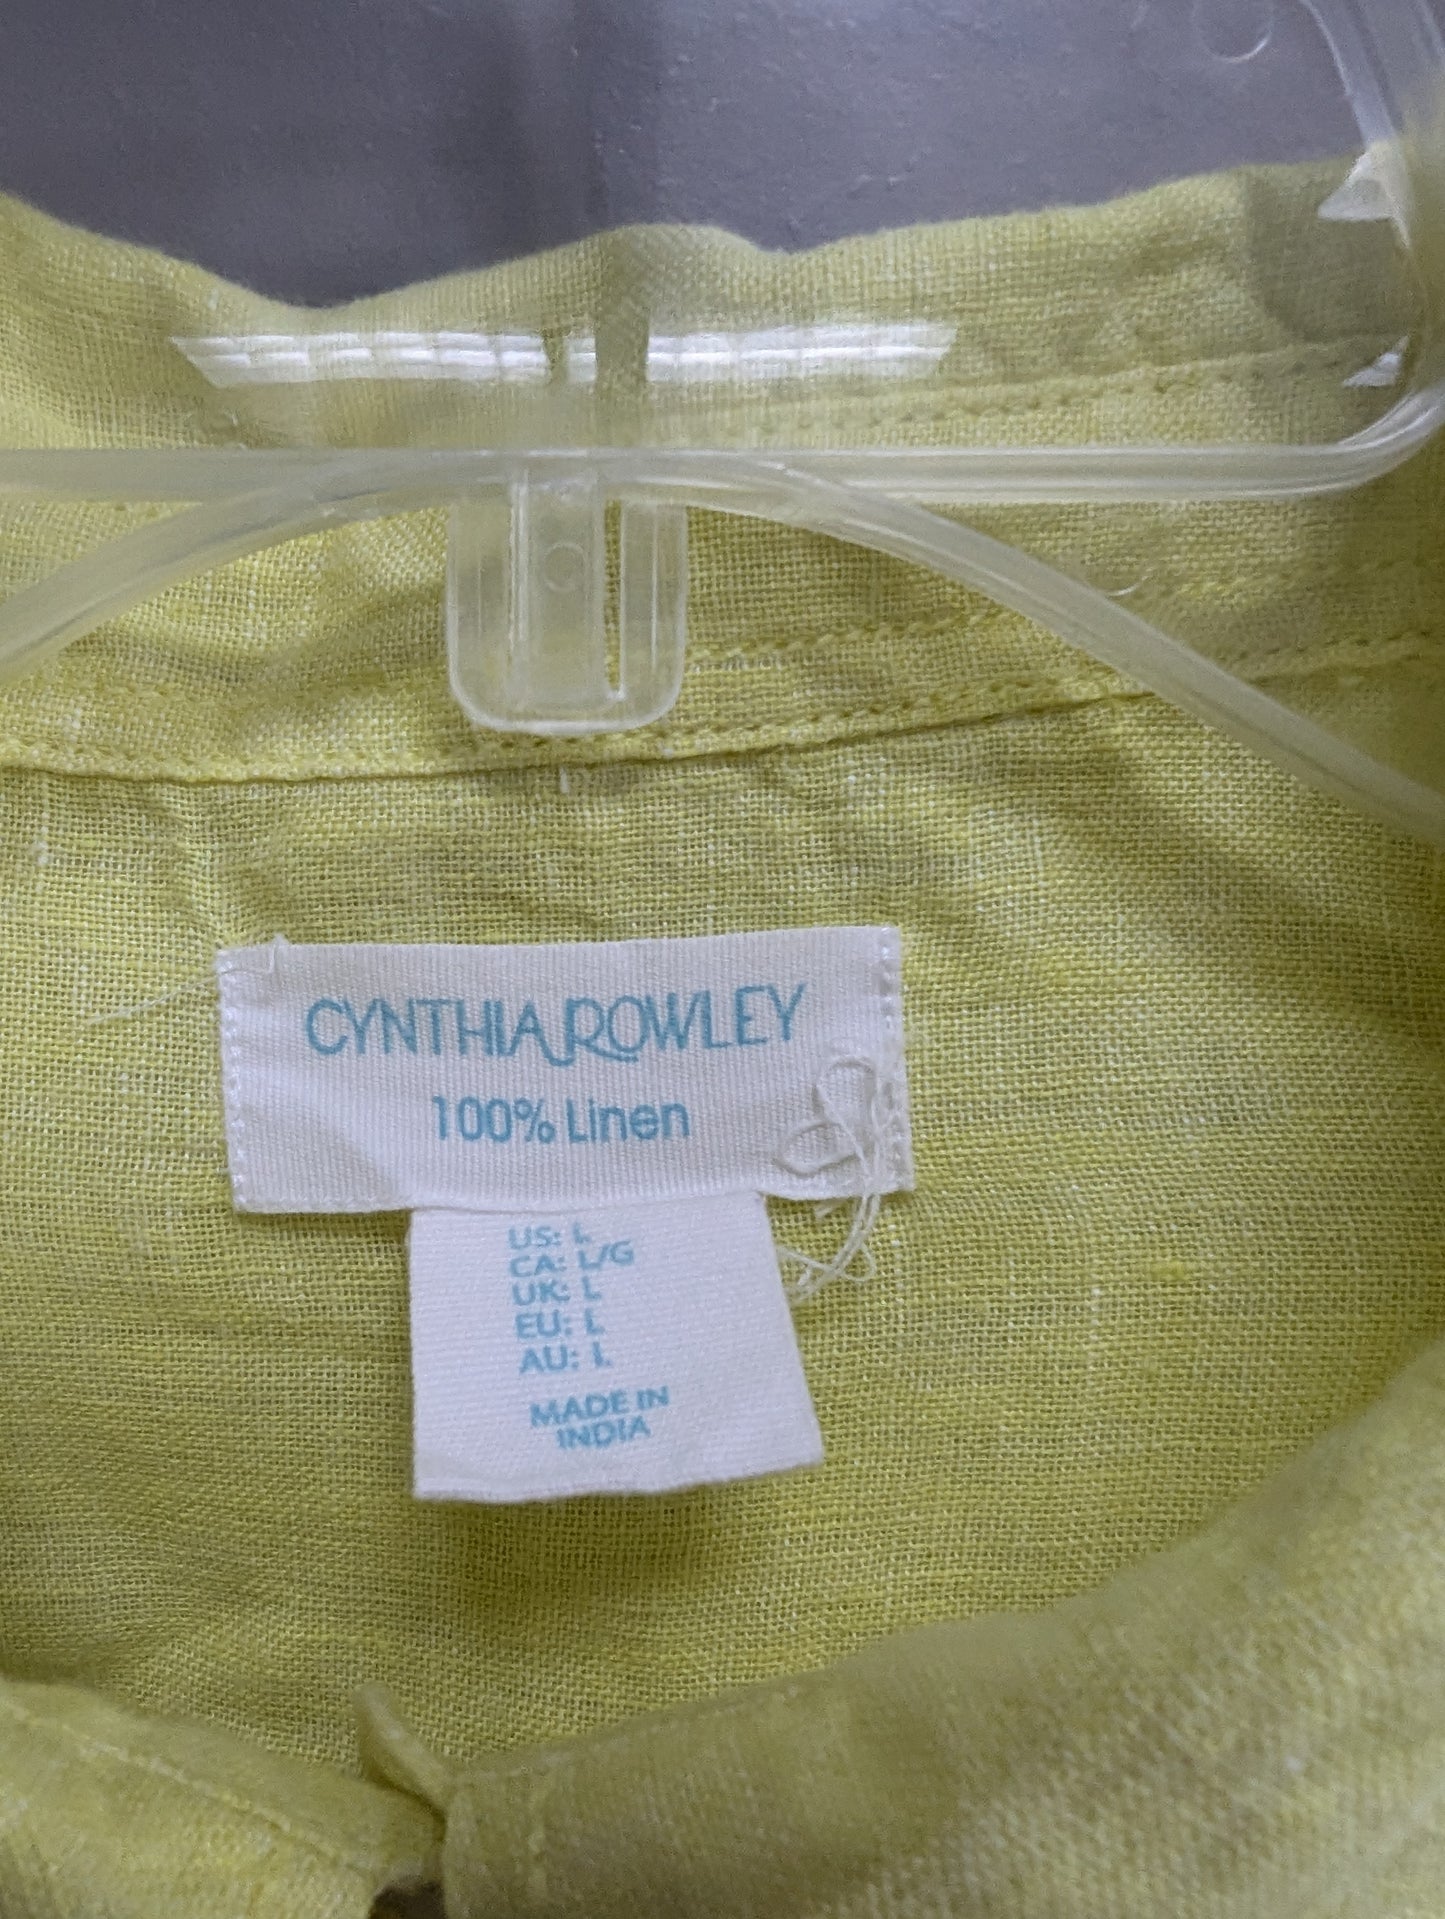 CYNTHIA ROWLEY
100% Linen
US: L
CA: L/G
UK: L
EU: L
AU: L
MADE IN
INDIA